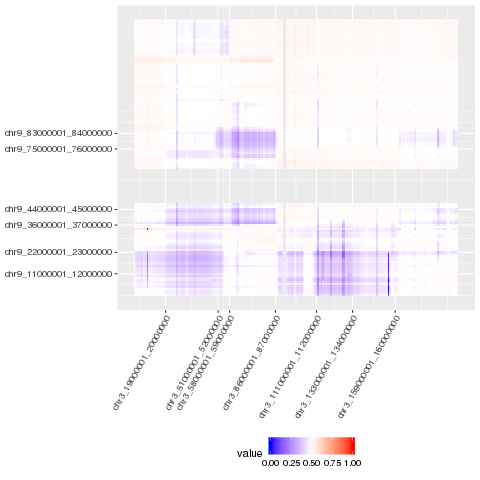 chr9_83000001_84000000
chr9_75000001_76000000
chr9_44000001_45000000
chr9_36000001_37000000
chr9_22000001_23000000
chr9_11000001_12000000
chr3_19000001_20000000
chr3_51000001_52000000
chr3_58000001_59000000
chr3_86000001_87000000
chr3_111000001_112000000
chr3_133000001_134000000
chr3_159000001_160000000
value
0.00 0.25 0.50 0.75 1.00